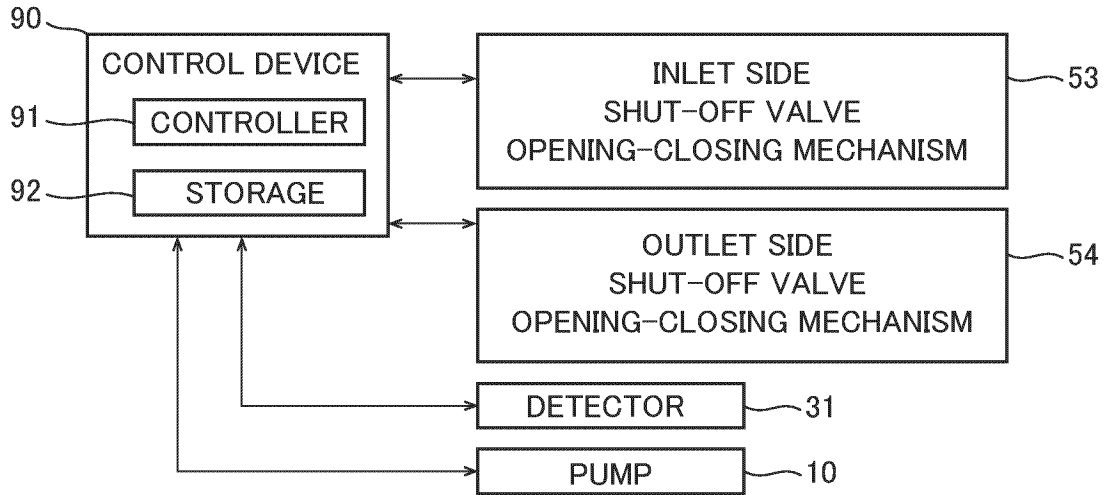 90
CONTROL DEVICE
91
CONTROLLER
92
STORAGE
INLET SIDE
SHUT-OFF VALVE
OPENING-CLOSING MECHANISM
53
OUTLET SIDE
SHUT-OFF VALVE
OPENING-CLOSING MECHANISM
54
DETECTOR
31
PUMP
10